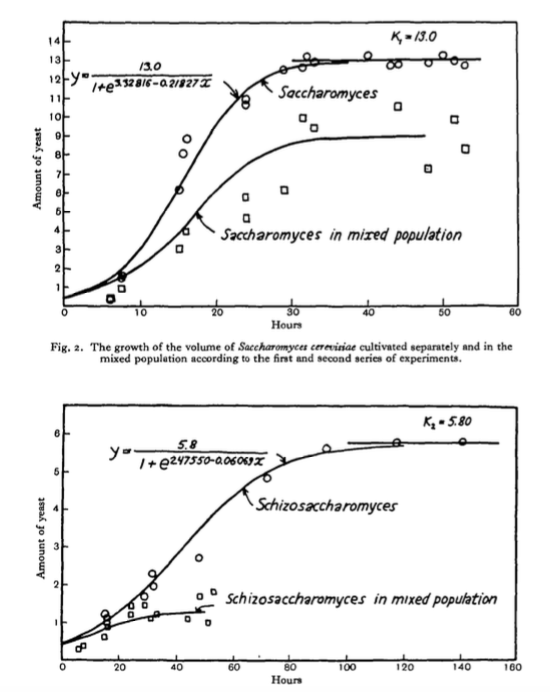 K₁ = 13.0
14
13
12
11
10
9
8
7
6
5
4
3
2
1
y = 13.0
1+e^3.32816-0.21827x
Saccharomyces
Saccharomyces in mixed population
Amount of yeast
0 10 20 30 40 50 60
Hours
Fig. 2. The growth of the volume of Saccharomyces cerevisiae cultivated separately and in the
mixed population according to the first and second series of experiments.
K₂ = 5.80
6
5
4
3
2
1
y = 5.8
1+e^2.47550-0.06069x
Schizosaccharomyces
Schizosaccharomyces in mixed population
Amount of yeast
0 20 40 60 80 100 120 140 160
Hours